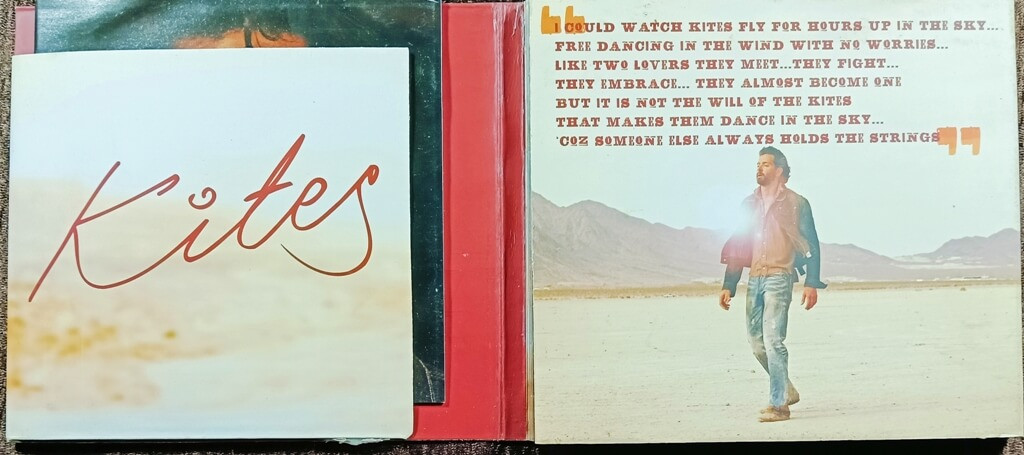 Kites
I COULD WATCH KITES FLY FOR HOURS UP IN THE SKY...
FREE DANCING IN THE WIND WITH NO WORRIES...
LIKE TWO LOVERS THEY MEET...THEY FIGHT...
THEY EMBRACE... THEY ALMOST BECOME ONE
BUT IT IS NOT THE WILL OF THE KITES
THAT MAKES THEM DANCE IN THE SKY...
'COZ SOMEONE ELSE ALWAYS HOLDS THE STRINGS